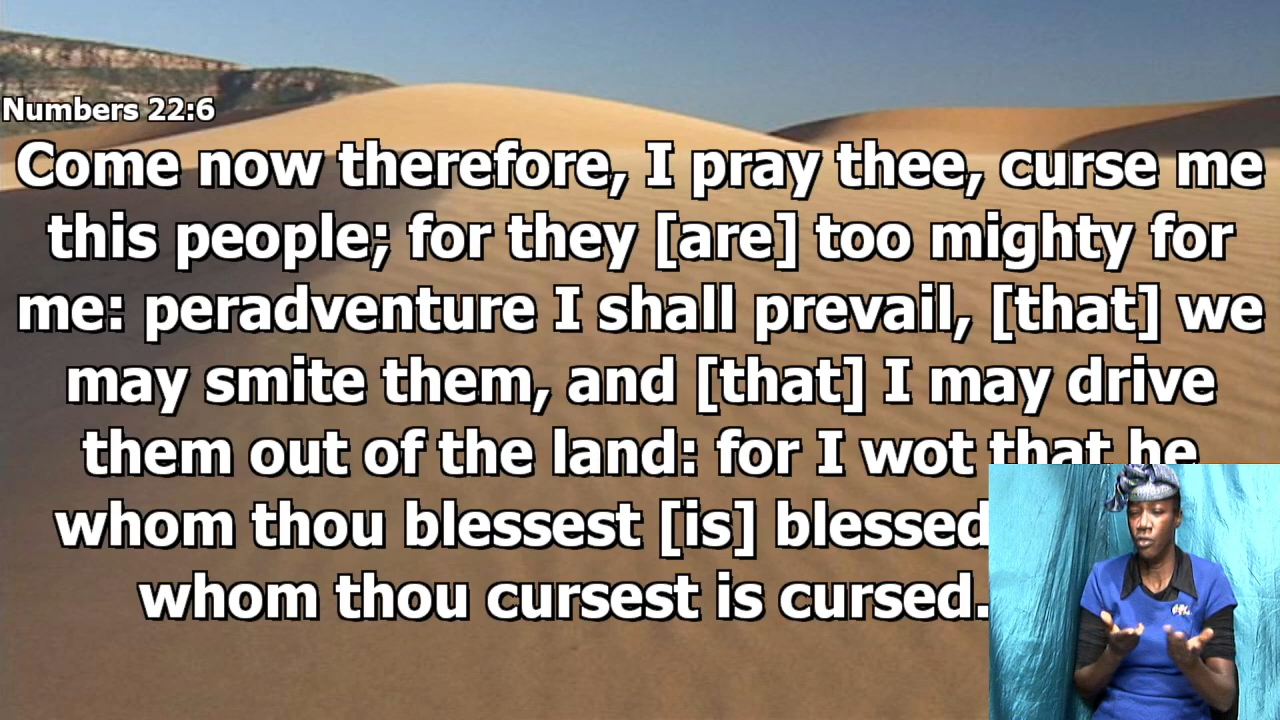 Numbers 22:6
Come now therefore, I pray thee, curse me
this people; for they [are] too mighty for
me: peradventure I shall prevail, [that] we
may smite them, and [that] I may drive
them out of the land: for I wot that he
whom thou blessest [is] blessed
whom thou cursest is cursed.